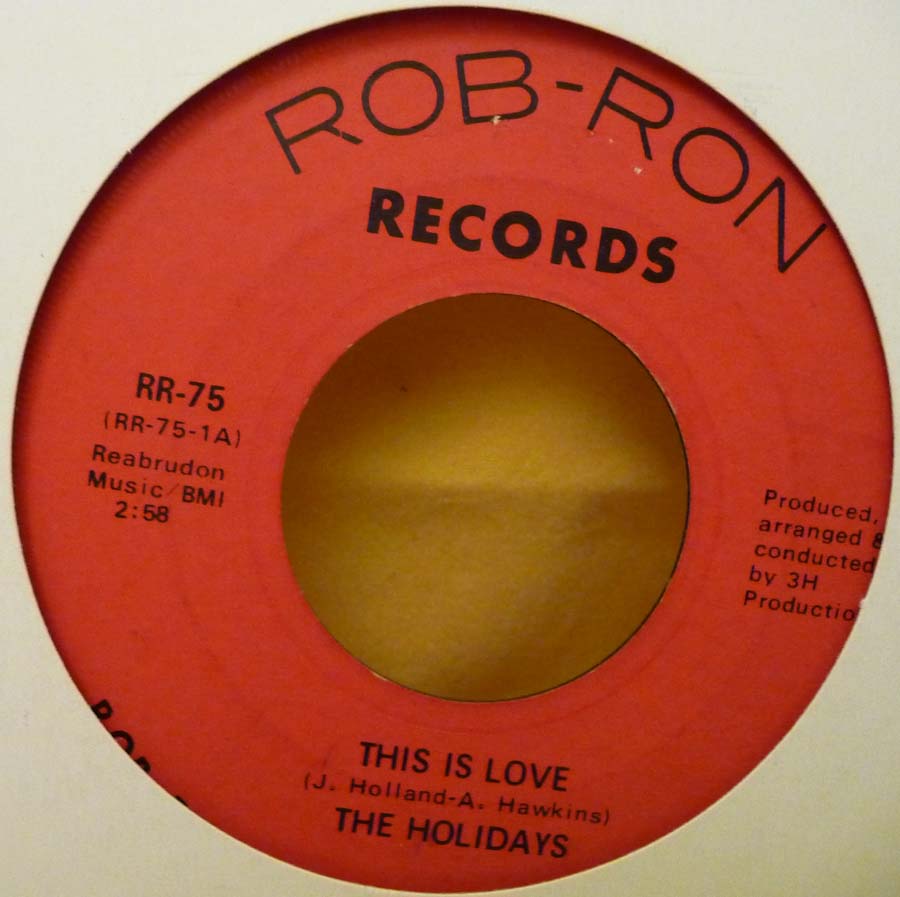 ROB-RON
RECORDS
RR-75
(RR-75-1A)
Reabrudon
Music/BMI
2:58
Produced,
arranged &
conducted
by 3H
Productio
THIS IS LOVE
(J. Holland-A. Hawkins)
THE HOLIDAYS